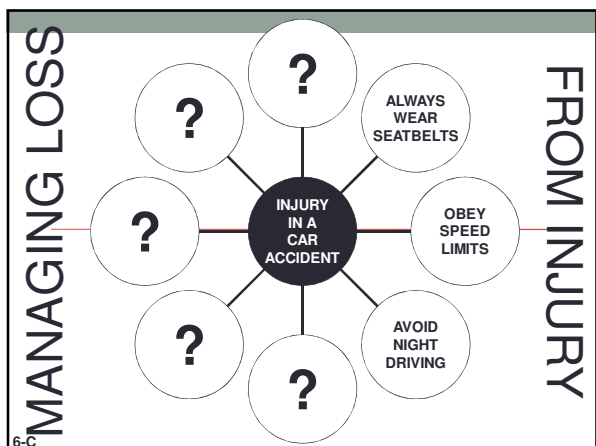 MANAGING LOSS
FROM INJURY
?
?
ALWAYS
WEAR
SEATBELTS
?
INJURY
IN A
CAR
ACCIDENT
OBEY
SPEED
LIMITS
?
AVOID
NIGHT
DRIVING
?
6-C